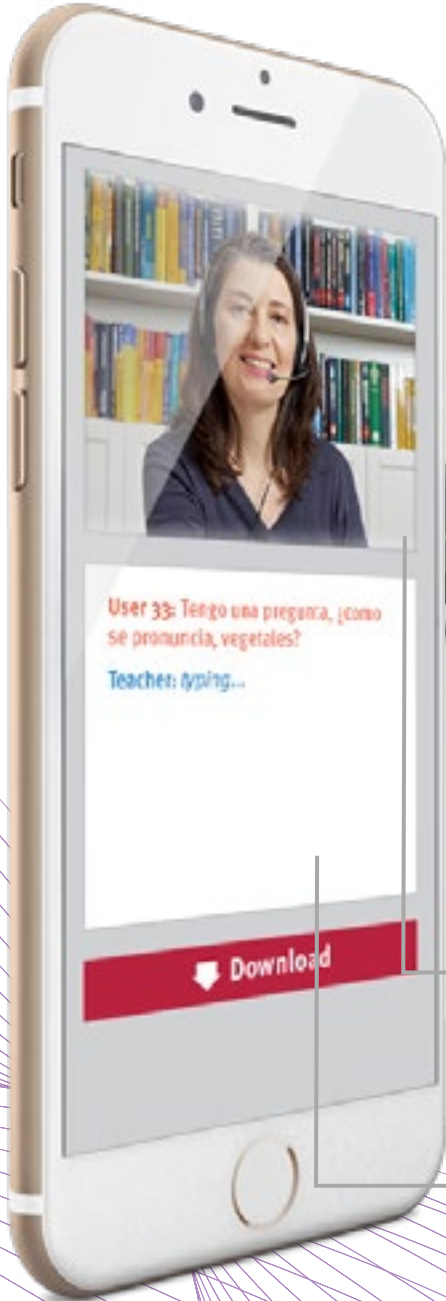 User 33: Tengo una pregunta, ¿como
se pronuncia, vegetales?
Teacher: typing...
Download